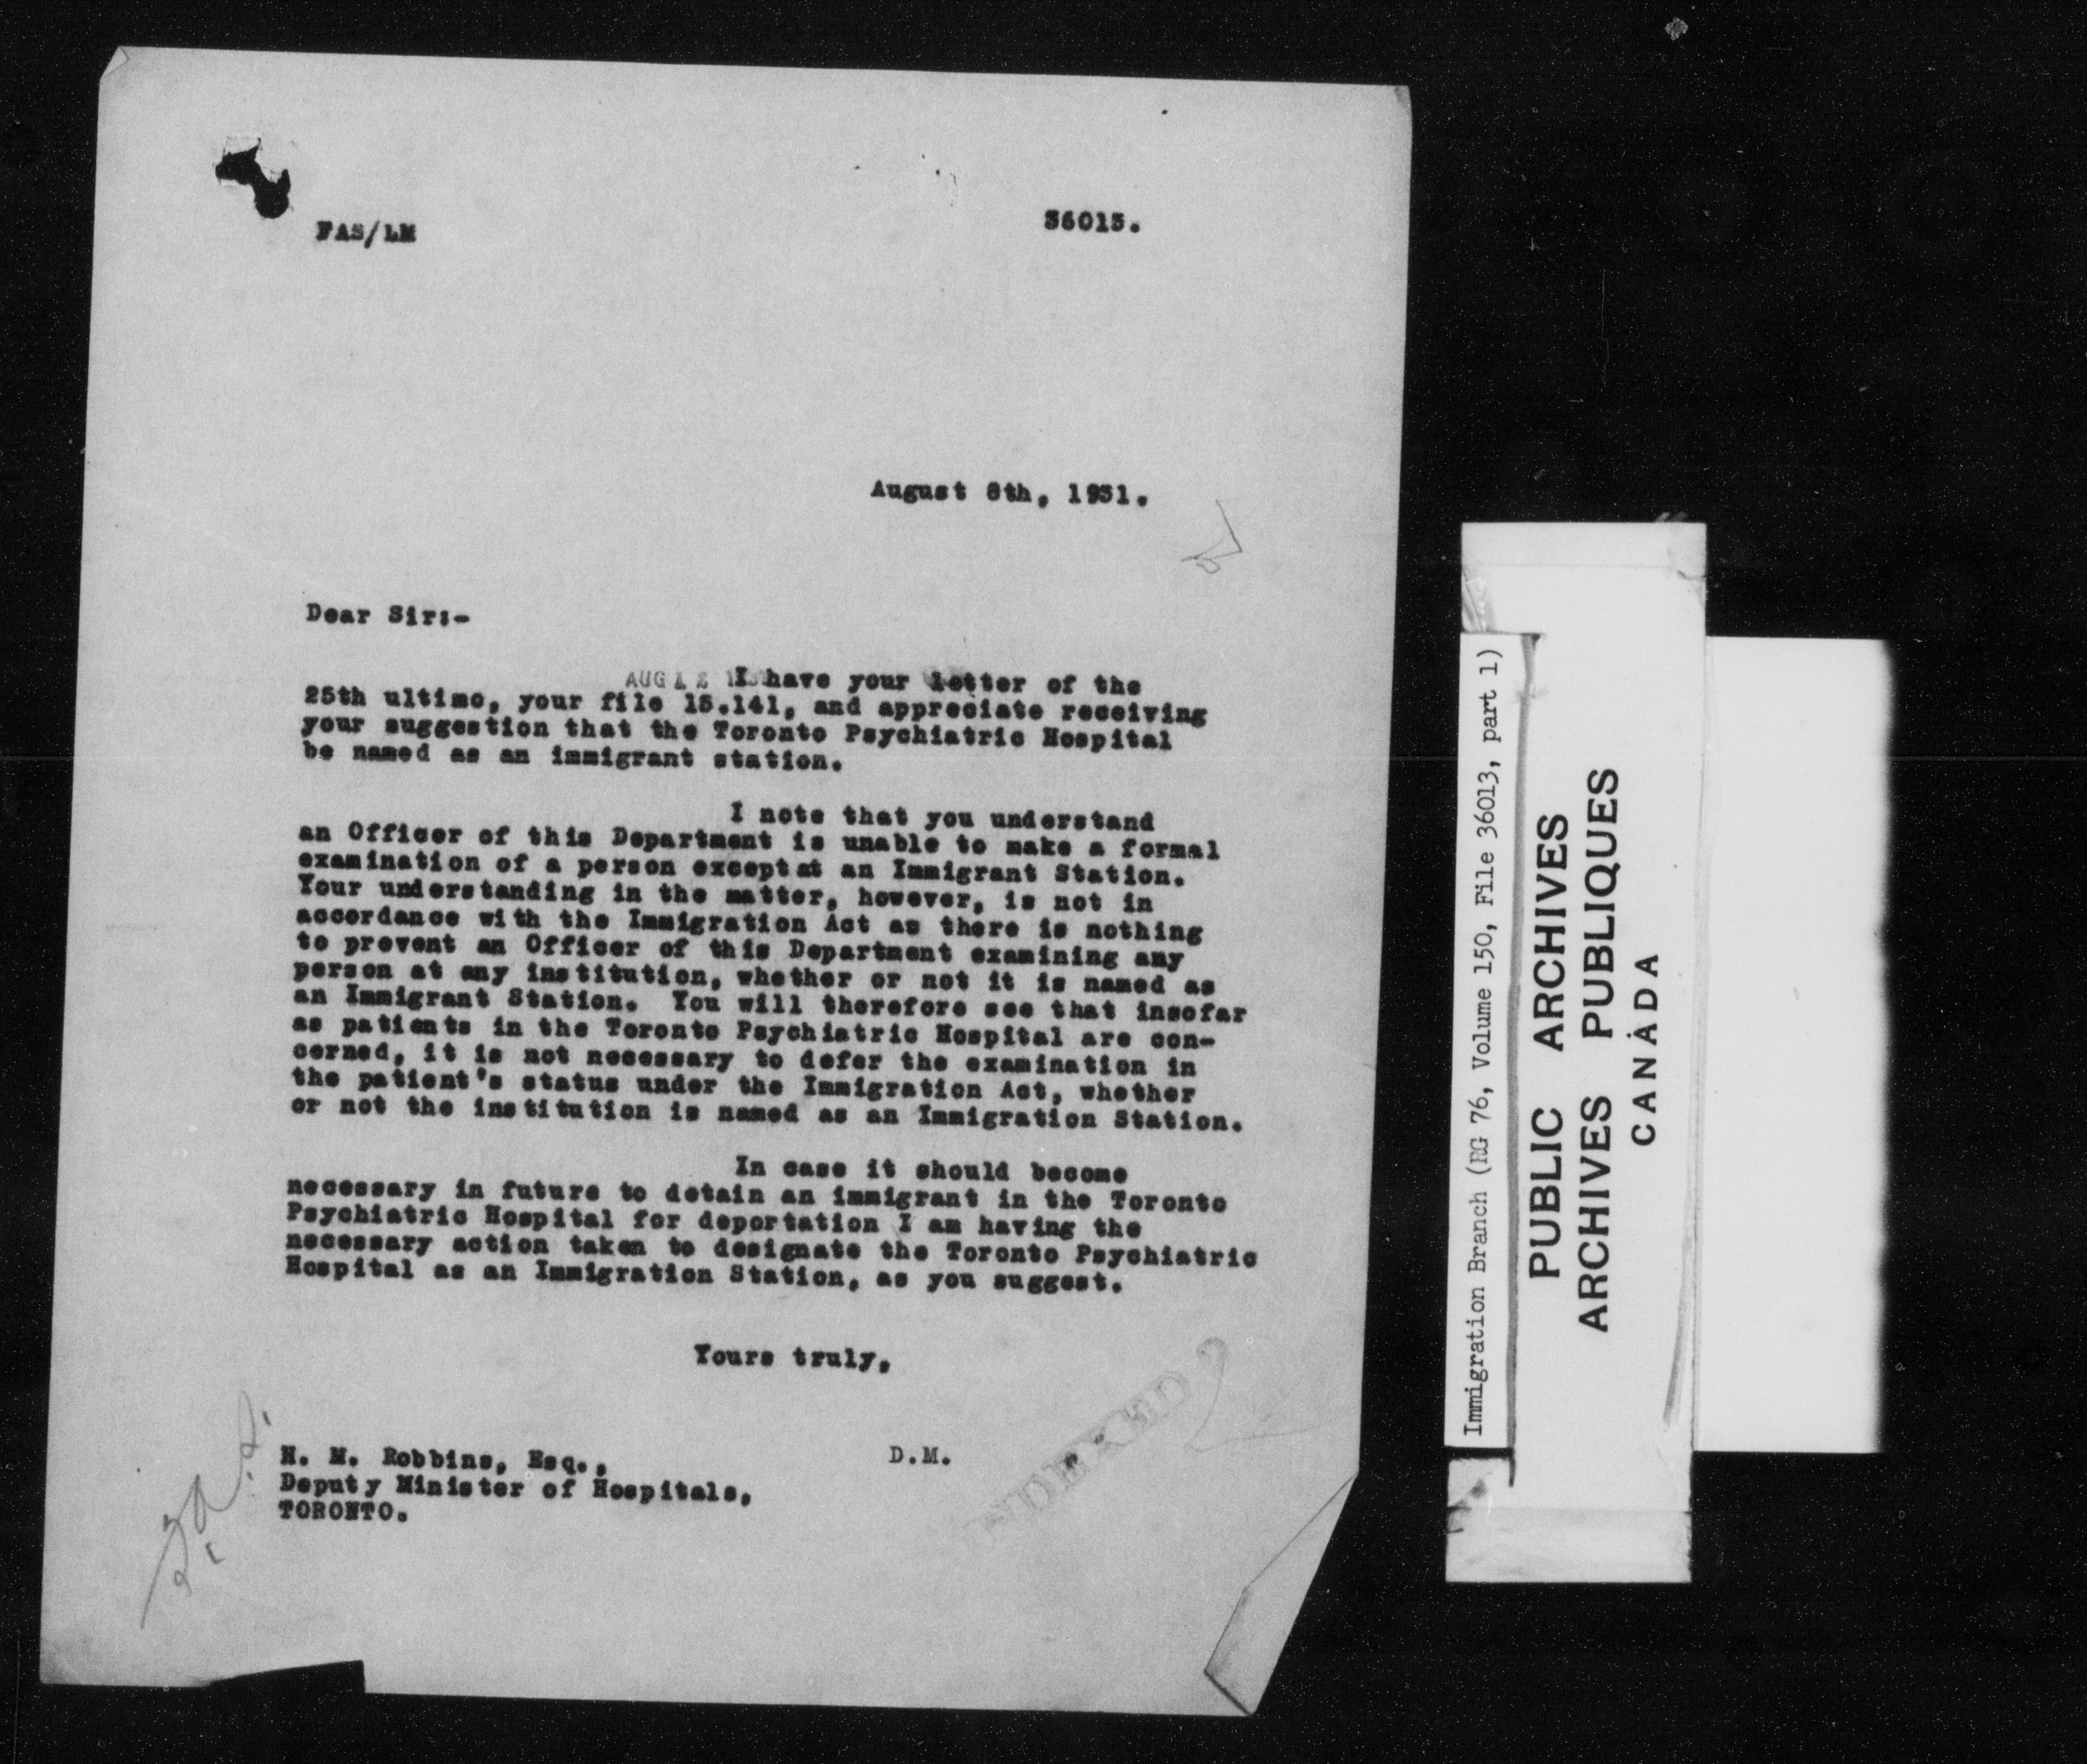 FAS/LM
36013.
August 8th, 1931.
Dear Sir:-
AUG 12
I have your letter of the
25th ultimo, your file 15.141, and appreciate receiving
your suggestion that the Toronto Psychiatric Hospital
be named as an immigrant station.
I note that you understand
an Officer of this Department is unable to make a formal
examination of a person except at an Immigrant Station.
Your understanding in the matter, however, is not in
accordance with the Immigration Act as there is nothing
to prevent an Officer of this Department examining any
person at any institution, whether or not it is named as
an Immigrant Station. You will therefore see that insofar
as patients in the Toronto Psychiatric Hospital are con-
cerned, it is not necessary to defer the examination in
the patient's status under the Immigration Act, whether
or not the institution is named as an Immigration Station.
In case it should become
necessary in future to detain an immigrant in the Toronto
Psychiatric Hospital for deportation I am having the
necessary action taken to designate the Toronto Psychiatric
Hospital as an Immigration Station, as you suggest.
Yours truly,
D.M.
H. M. Robbins, Esq.,
Deputy Minister of Hospitals,
TORONTO.
INDEXED
Immigration Branch (RG 76, Volume 150, File 36013, part 1)
PUBLIC ARCHIVES
ARCHIVES PUBLIQUES
CANADA